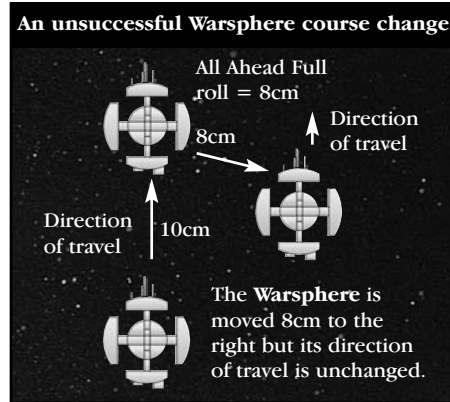 An unsuccessful Warsphere course change
All Ahead Full
roll = 8cm
8cm
Direction
of travel
Direction
of travel
10cm
The Warsphere is
moved 8cm to the
right but its direction
of travel is unchanged.